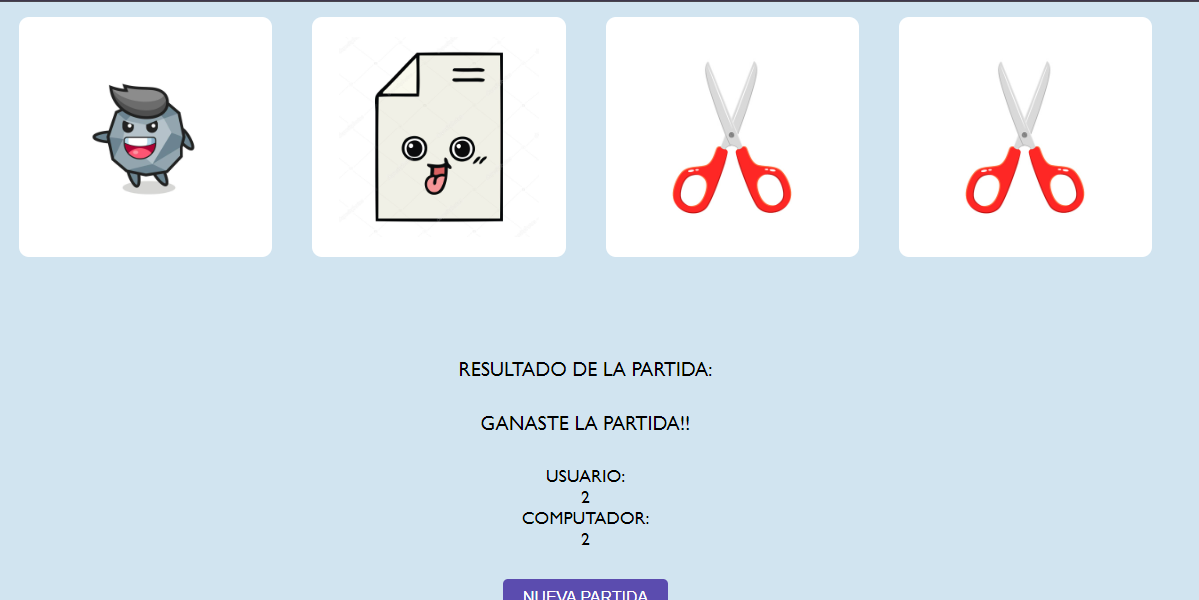 RESULTADO DE LA PARTIDA:
GANASTE LA PARTIDA!!
USUARIO:
2
COMPUTADOR:
2
NUEVA PARTIDA